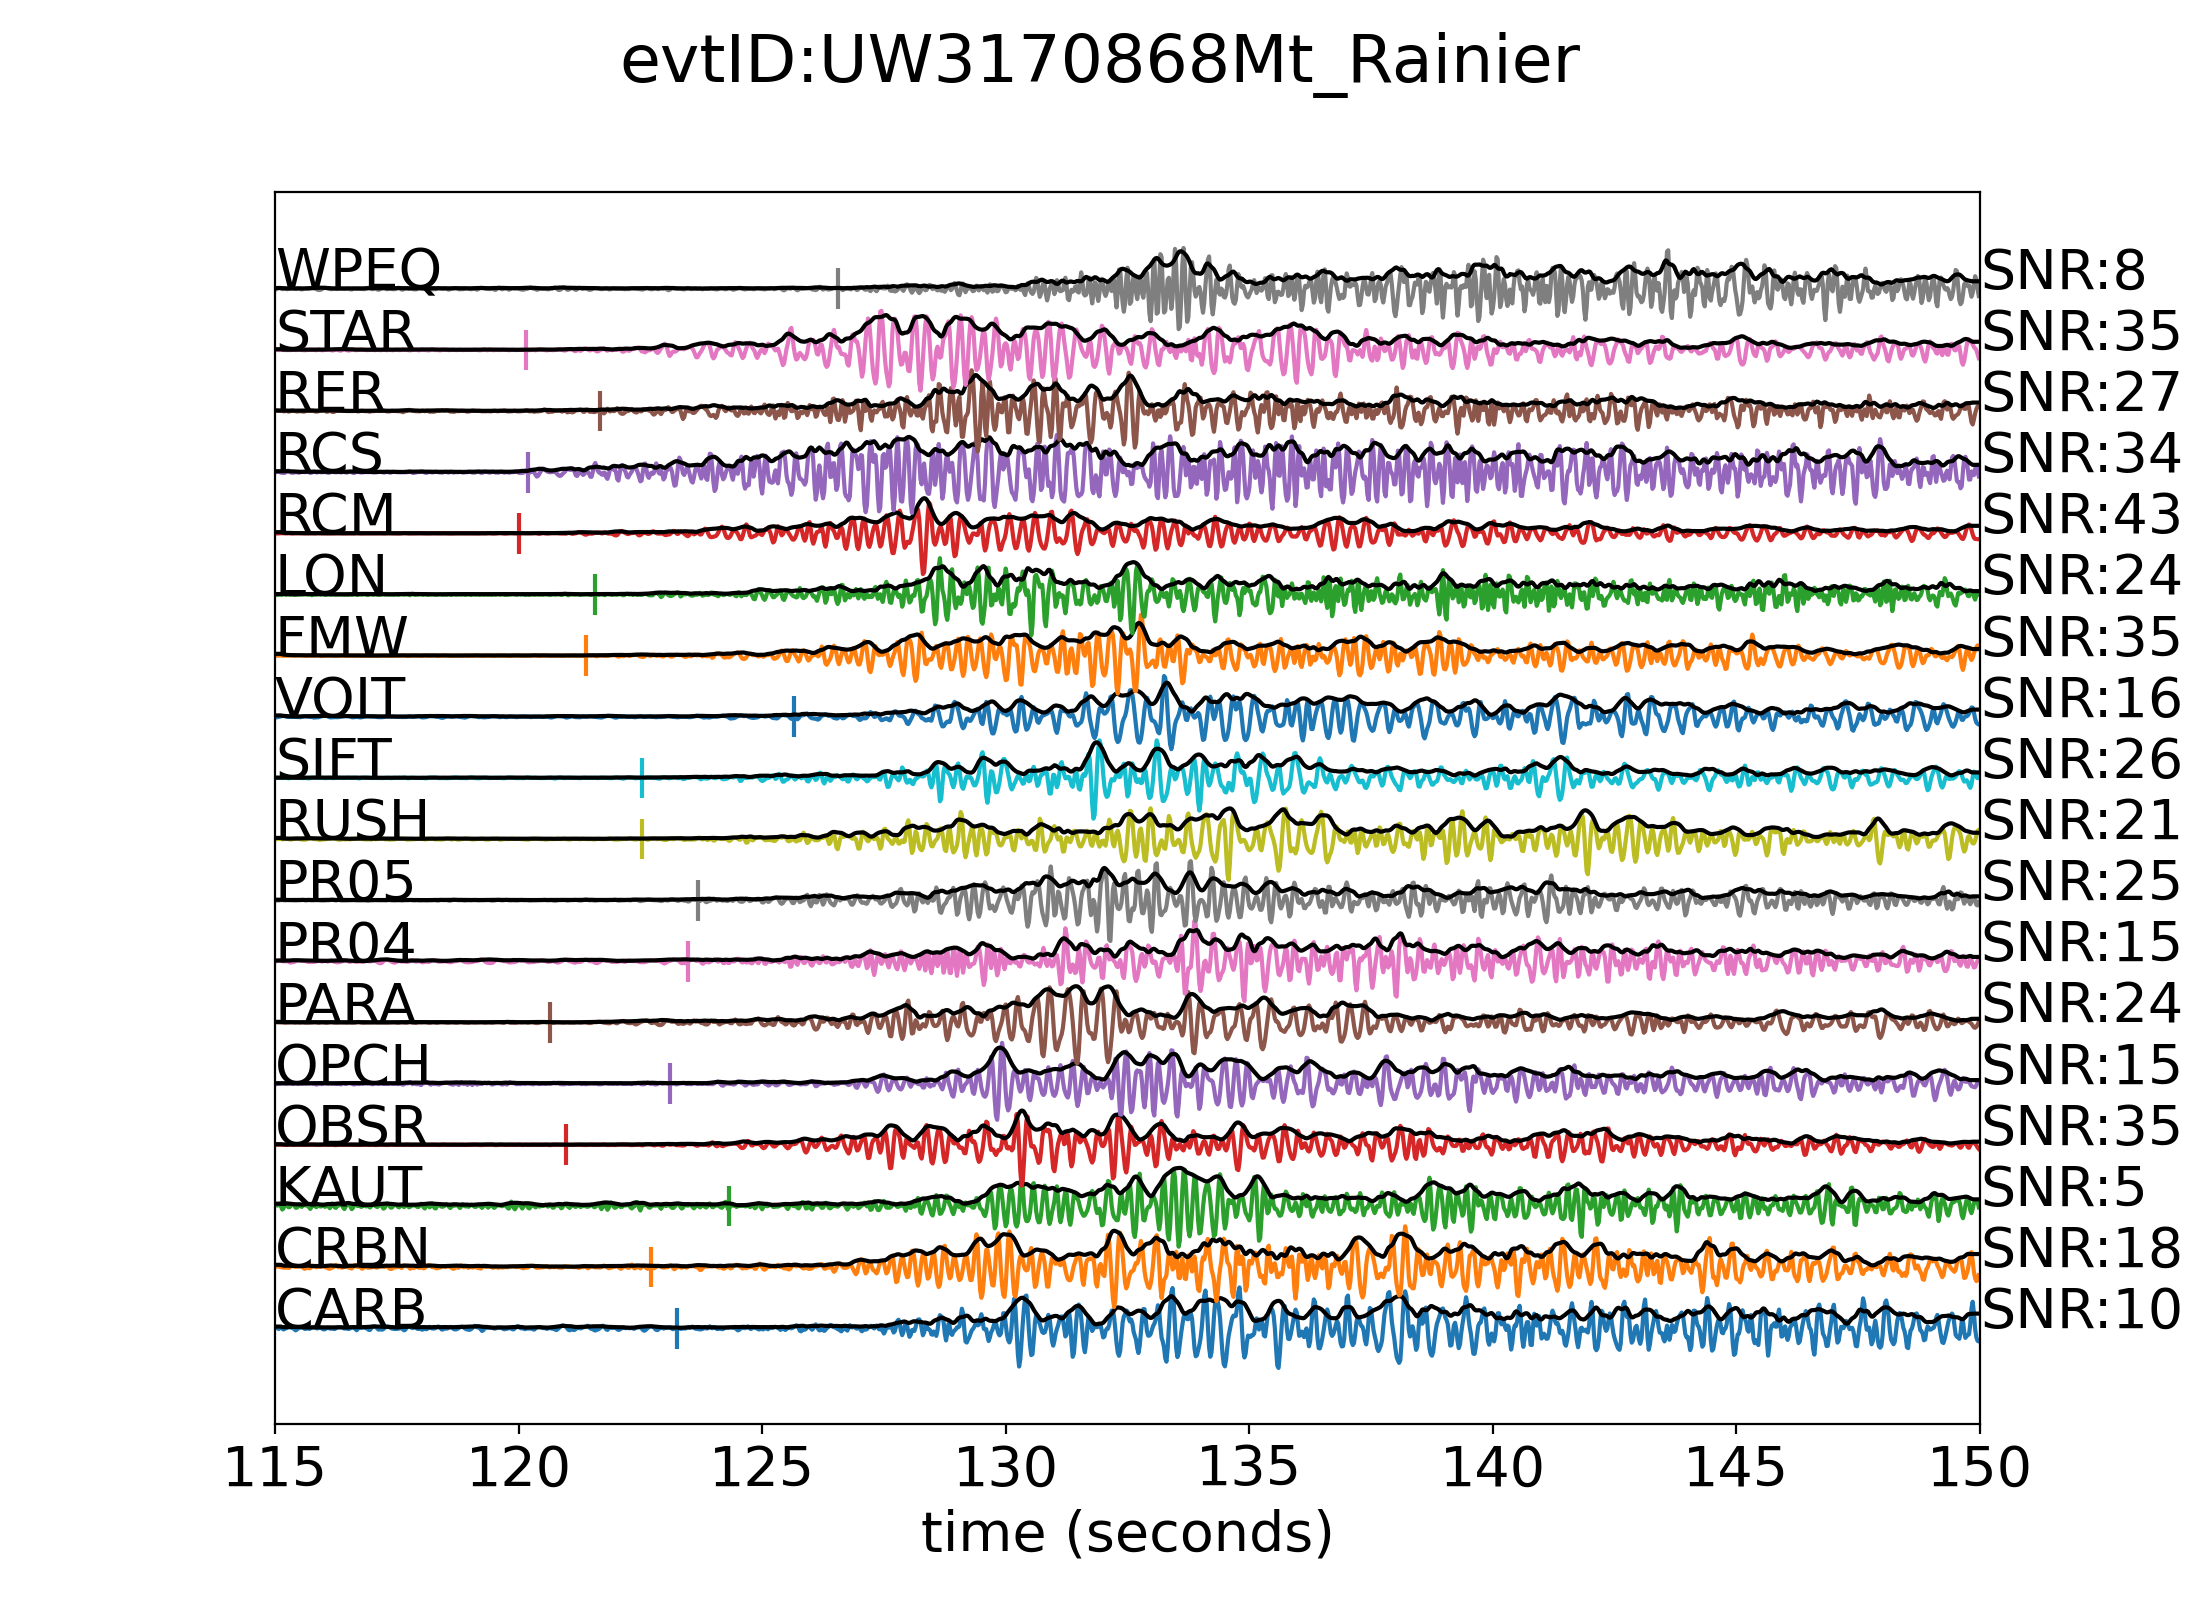 evtID:UW3170868Mt_Rainier
WPEQ SNR:8
STAR SNR:35
RER SNR:27
RCS SNR:34
RCM SNR:43
LON SNR:24
FMW SNR:35
VOIT SNR:16
SIFT SNR:26
RUSH SNR:21
PR05 SNR:25
PR04 SNR:15
PARA SNR:24
OPCH SNR:15
OBSR SNR:35
KAUT SNR:5
CRBN SNR:18
CARB SNR:10
115 120 125 130 135 140 145 150
time (seconds)